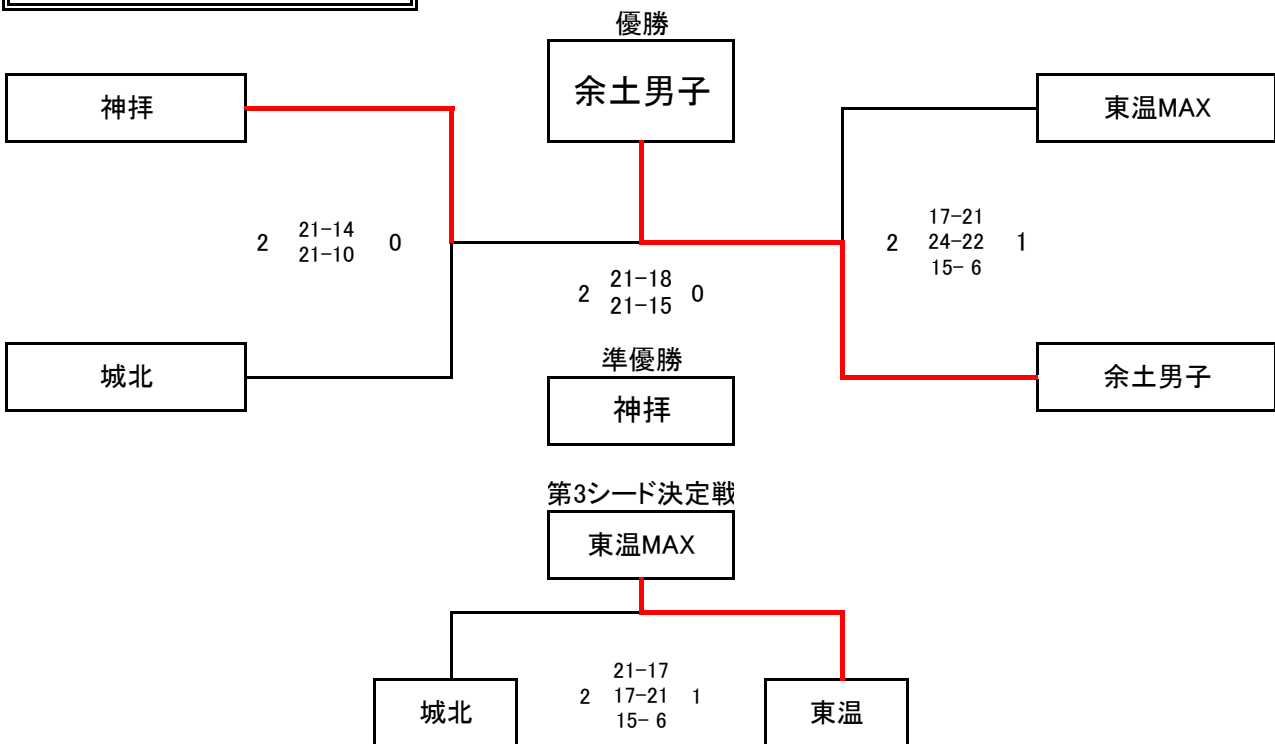 優勝
余土男子
神拝
東温MAX
2 21-14 0
21-10
2 17-21 1
24-22
15- 6
2 21-18 0
21-15
城北
準優勝
神拝
余土男子
第3シード決定戦
東温MAX
21-17
2 17-21 1
15- 6
城北
東温